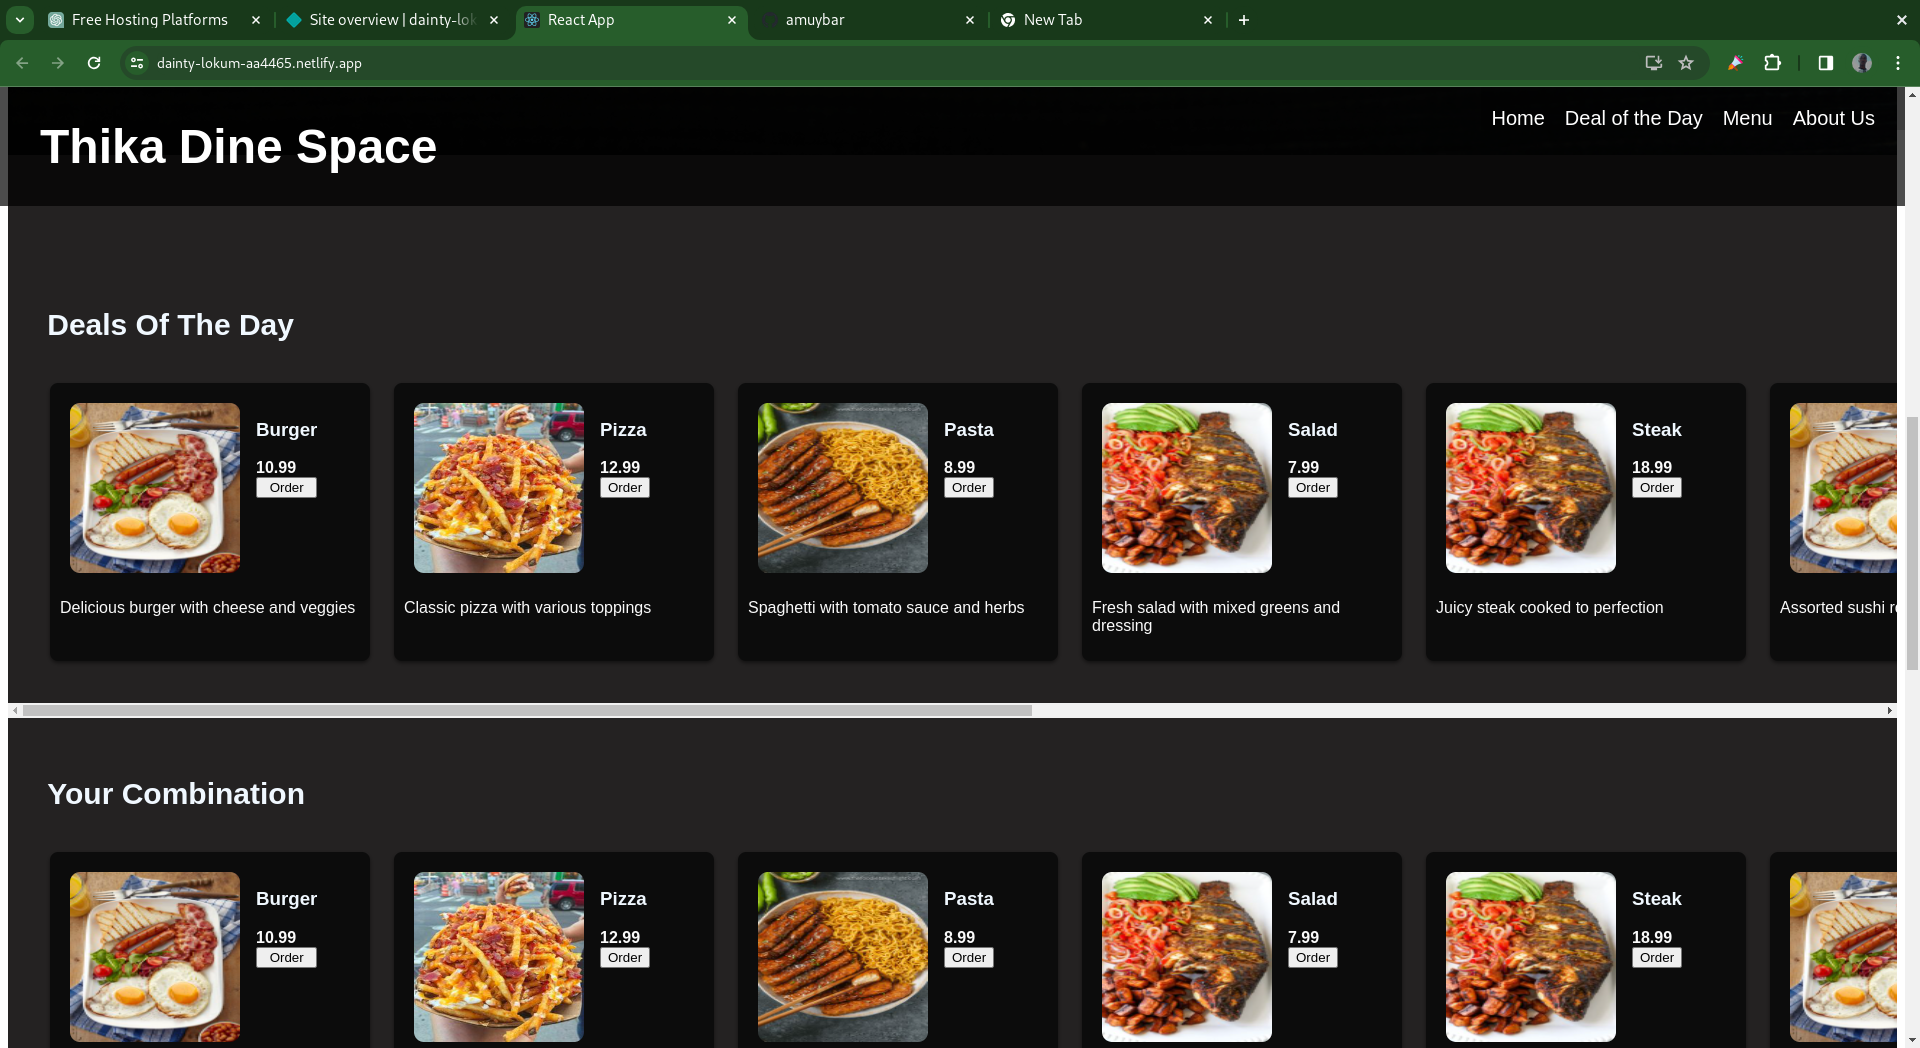 Free Hosting Platforms
Site overview | dainty-lok
React App
amuybar
New Tab
dainty-lokum-aa4465.netlify.app
Thika Dine Space
Home Deal of the Day Menu About Us
Deals Of The Day
Burger
10.99
Order
Delicious burger with cheese and veggies
Pizza
12.99
Order
Classic pizza with various toppings
Pasta
8.99
Order
Spaghetti with tomato sauce and herbs
Salad
7.99
Order
Fresh salad with mixed greens and
dressing
Steak
18.99
Order
Juicy steak cooked to perfection
Assorted sushi r
Your Combination
Burger
10.99
Order
Pizza
12.99
Order
Pasta
8.99
Order
Salad
7.99
Order
Steak
18.99
Order